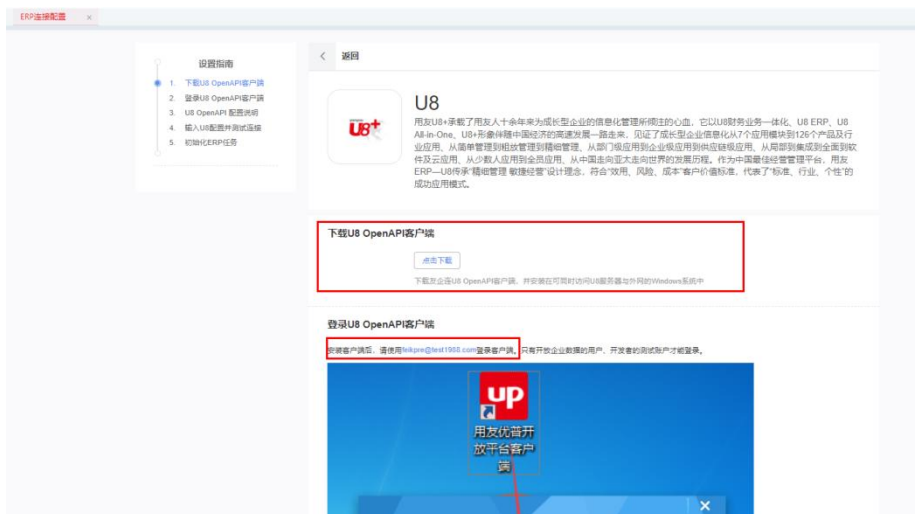 ERP连接配置 ×
设置指南
1. 下载U8 OpenAPI客户端
2. 登录U8 OpenAPI客户端
3. U8 OpenAPI 配置说明
4. 输入U8配置并测试连接
5. 初始化ERP任务
返回
U8+
U8
用友U8+承载了用友人十余年来为成长型企业的信息化管理所倾注的心血，它以U8财务业务一体化、U8 ERP、U8
All-in-One、U8+形象伴随中国经济的高速发展一路走来，见证了成长型企业信息化从7个应用模块到126个产品及行
业应用、从简单管理到粗放管理到精细管理、从部门级应用到企业级应用到供应链级应用、从局部到集成到全面到软
件及云应用、从少数人应用到全员应用、从中国走向亚太走向世界的发展历程。作为中国最佳经营管理平台，用友
ERP—U8传承“精细管理 敏捷经营”设计理念，符合“效用、风险、成本”客户价值标准，代表了“标准、行业、个性”的
成功应用模式。
下载U8 OpenAPI客户端
点击下载
下载友企连U8 OpenAPI客户端，并安装在可同时访问U8服务器与外网的Windows系统中
登录U8 OpenAPI客户端
安装客户端后，请使用feikpre@test1988.com登录客户端。只有开放企业数据的用户，开发者的测试账户才能登录。
UP
用友优普开
放平台客户
端